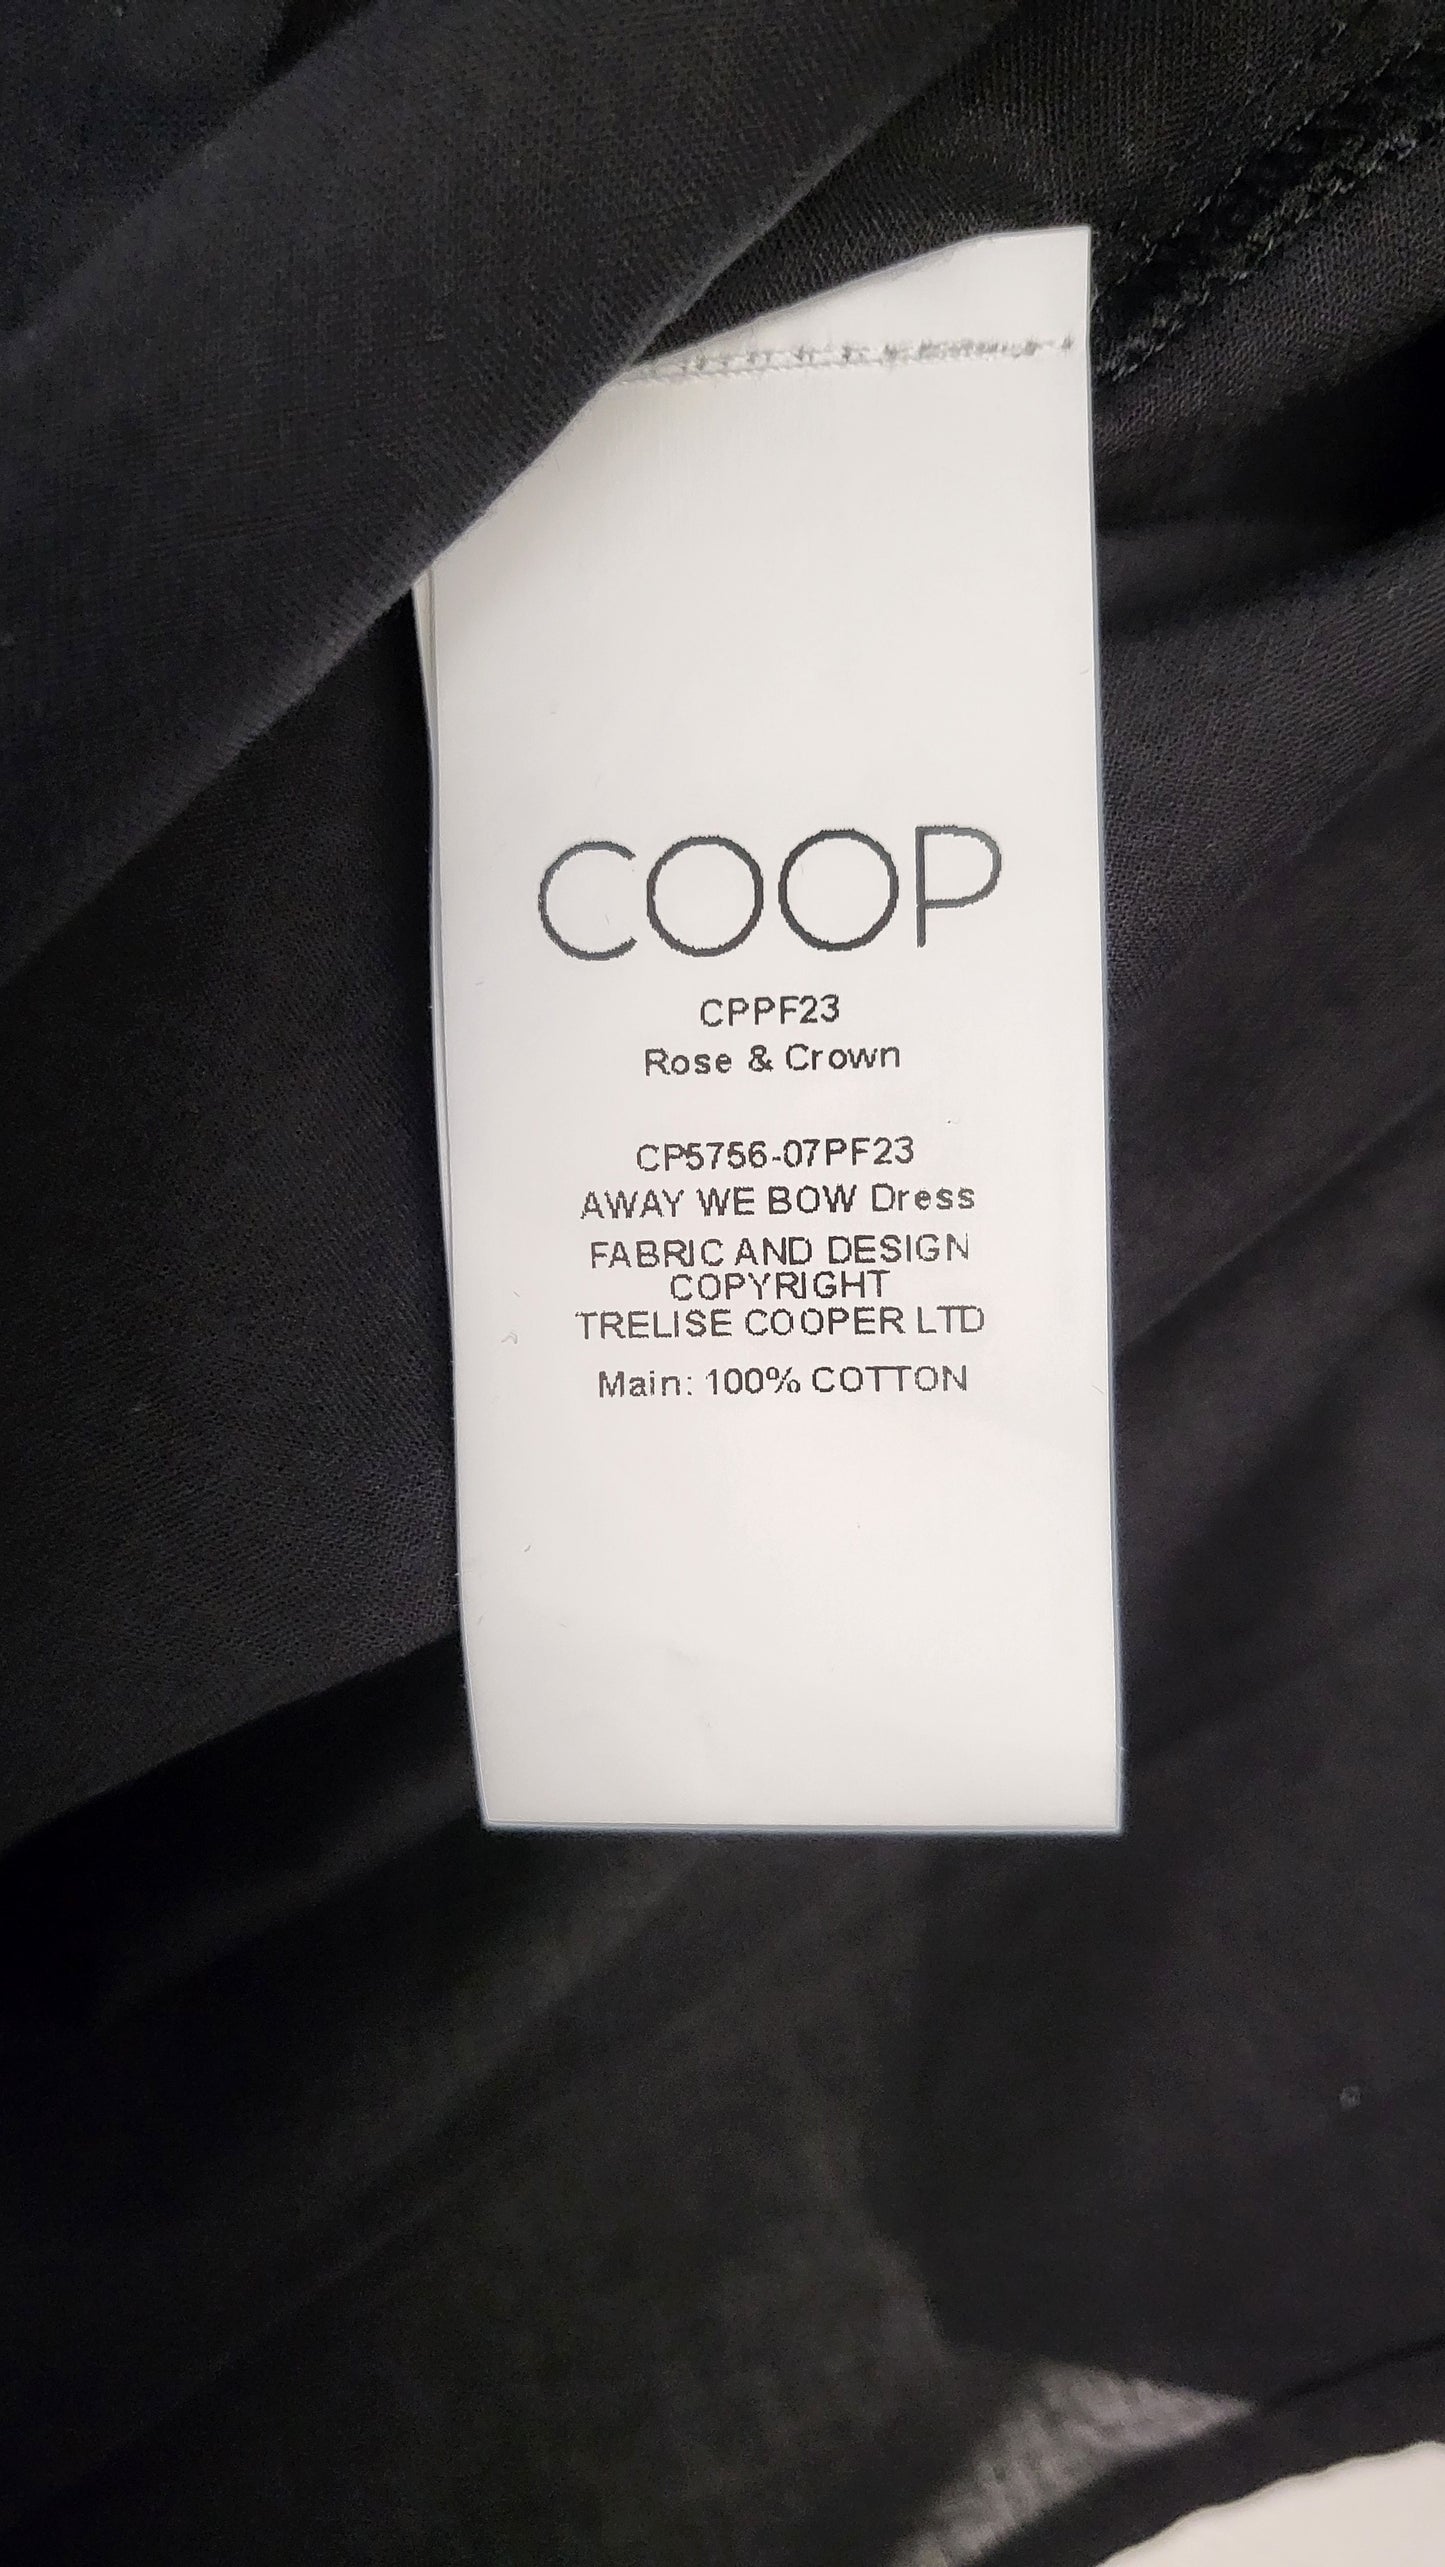 COOP
CPPF23
Rose & Crown
CP5756-07PF23
AWAY WE BOW Dress
FABRIC AND DESIGN
COPYRIGHT
TRELISE COOPER LTD
Main: 100% COTTON